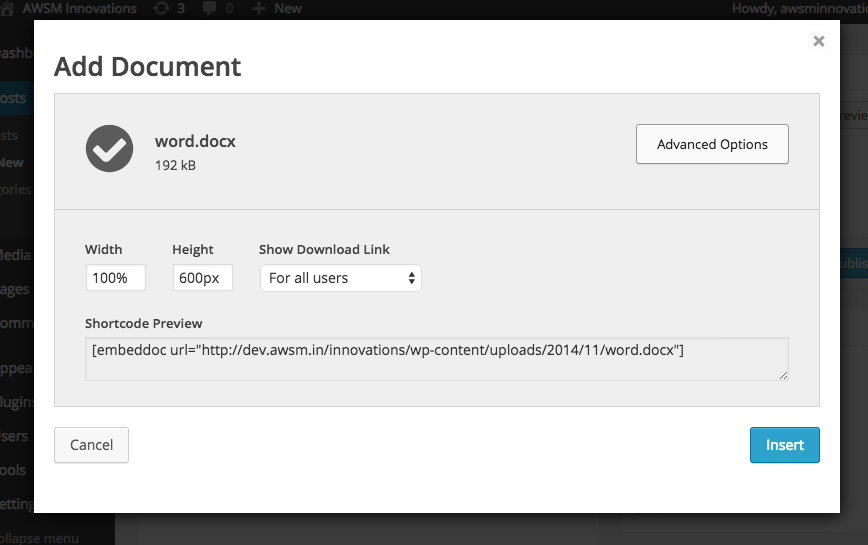 AWSM Innovations 3 0 New
Add Document
word.docx
192 kB
Advanced Options
Width
Height
Show Download Link
100%
600px
For all users
Shortcode Preview
[embeddoc url="http://dev.awsm.in/innovations/wp-content/uploads/2014/11/word.docx"]
Cancel
Insert
Howdy, awsminnovatio
ashb
osts
sts
New
gories
Media
ages
omm
ppea
lugins
sers
ools
etting
ollapse menu
revie
ublis